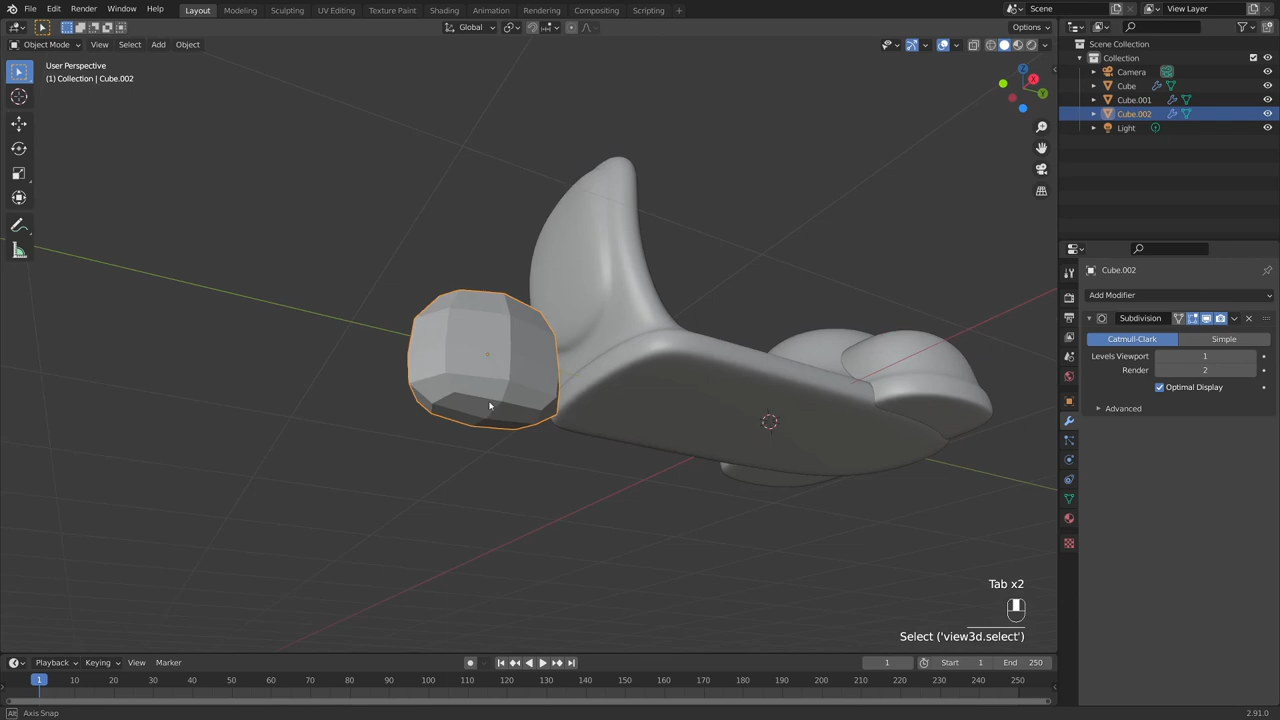 File Edit Render Window Help Layout Modeling Sculpting UV Editing Texture Paint Shading Animation Rendering Compositing Scripting Scene View Layer
Global Options
Object Mode View Select Add Object
User Perspective
(1) Collection | Cube.002
Scene Collection
Collection
Camera
Cube
Cube.001
Cube.002
Light
X
Y
Z
Cube.002
Add Modifier
Subdivision
Catmull-Clark Simple
Levels Viewport 1
Render 2
Optimal Display
Advanced
Tab x2
Select ('view3d.select')
Playback Keying View Marker 1 Start 1 End 250
1 10 20 30 40 50 60 70 80 90 100 110 120 130 140 150 160 170 180 190 200 210 220 230 240 250
Alt Axis Snap 2.91.0